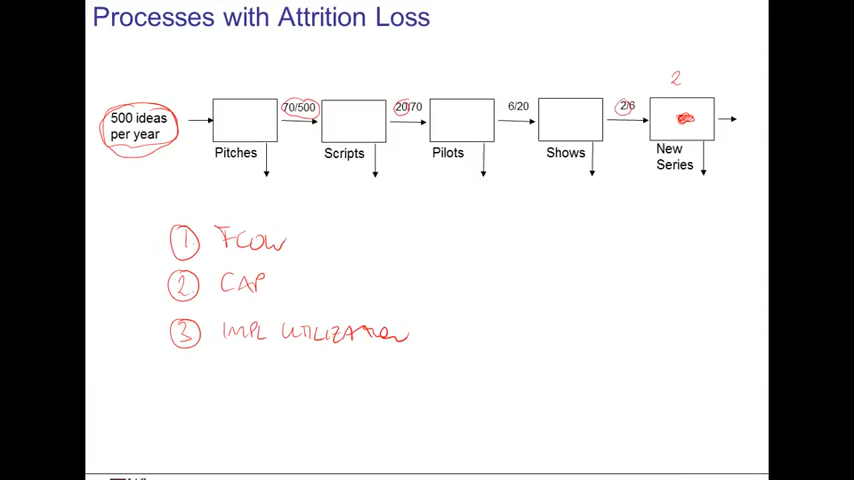 Processes with Attrition Loss
2
500 ideas
per year
70/500
20/70
6/20
2/6
Pitches
Scripts
Pilots
Shows
New
Series
1. FLOW
2. CAP
3. IMPL UTILIZATION